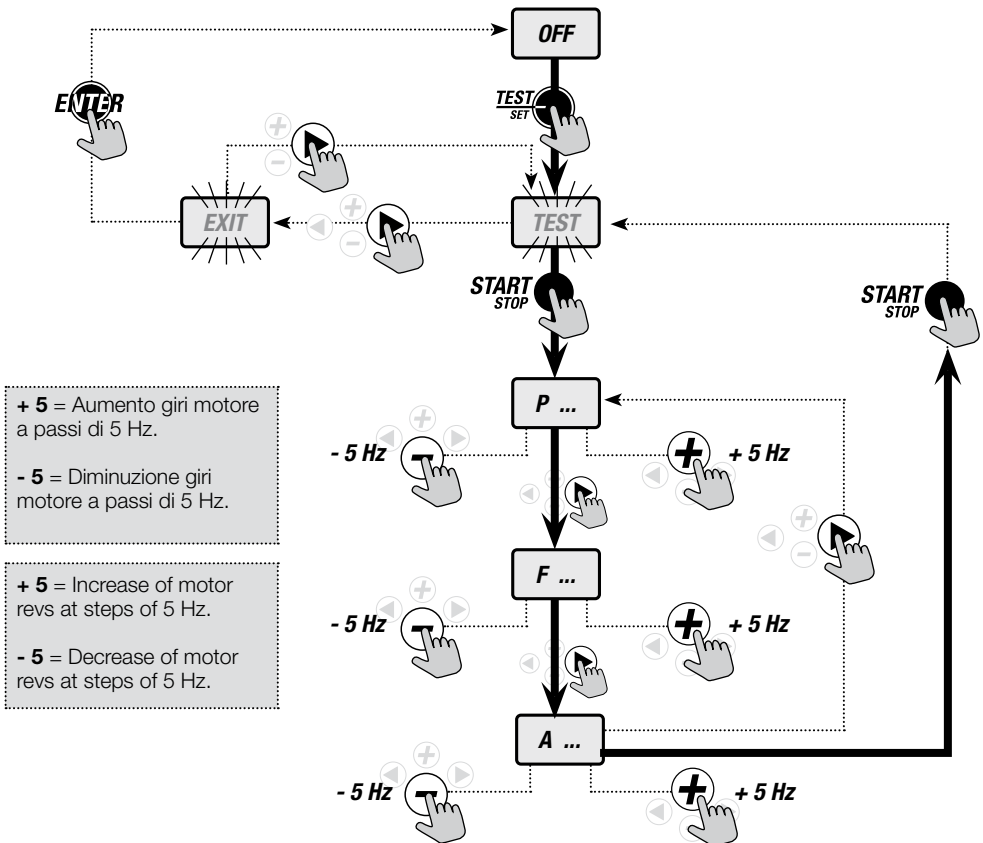 OFF
ENTER
TEST
SET
EXIT
TEST
START
STOP
START
STOP
+ 5 = Aumento giri motore
a passi di 5 Hz.
- 5 = Diminuzione giri
motore a passi di 5 Hz.
P ...
- 5 Hz
+ 5 Hz
+ 5 = Increase of motor
revs at steps of 5 Hz.
- 5 = Decrease of motor
revs at steps of 5 Hz.
F ...
- 5 Hz
+ 5 Hz
A ...
- 5 Hz
+ 5 Hz